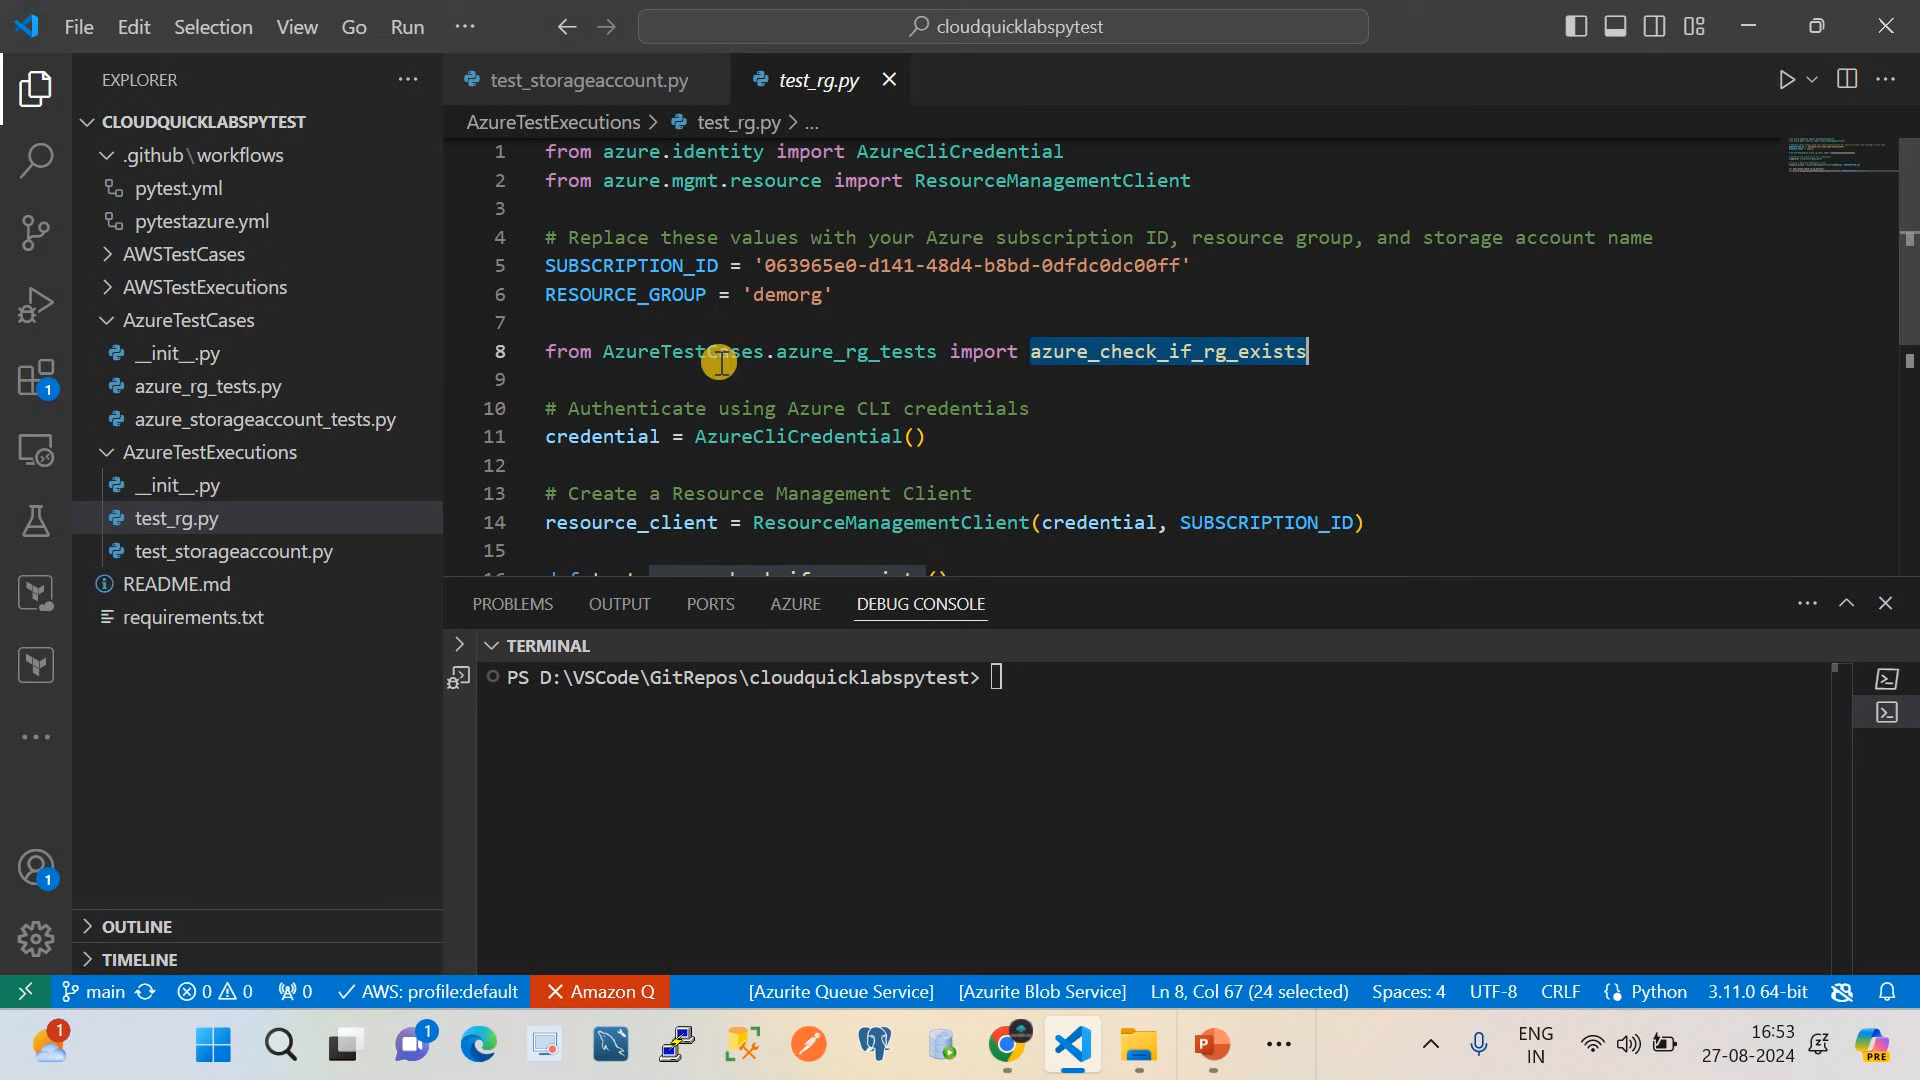 File Edit Selection View Go Run ···
cloudquicklabspytest
EXPLORER
CLOUDQUICKLABSPYTEST
.github\workflows
pytest.yml
pytestazure.yml
AWSTestCases
AWSTestExecutions
AzureTestCases
__init__.py
azure_rg_tests.py
azure_storageaccount_tests.py
AzureTestExecutions
__init__.py
test_rg.py
test_storageaccount.py
README.md
requirements.txt
OUTLINE
TIMELINE
1
1
test_storageaccount.py test_rg.py
AzureTestExecutions > test_rg.py > ...
1 from azure.identity import AzureCliCredential
2 from azure.mgmt.resource import ResourceManagementClient
3
4 # Replace these values with your Azure subscription ID, resource group, and storage account name
5 SUBSCRIPTION_ID = '063965e0-d141-48d4-b8bd-0dfdc0dc00ff'
6 RESOURCE_GROUP = 'demorg'
7
8 from AzureTestCases.azure_rg_tests import azure_check_if_rg_exists
9
10 # Authenticate using Azure CLI credentials
11 credential = AzureCliCredential()
12
13 # Create a Resource Management Client
14 resource_client = ResourceManagementClient(credential, SUBSCRIPTION_ID)
15
PROBLEMS OUTPUT PORTS AZURE DEBUG CONSOLE
TERMINAL
PS D:\VSCode\GitRepos\cloudquicklabspytest>
main 0 0 0 AWS: profile:default Amazon Q [Azurite Queue Service] [Azurite Blob Service] Ln 8, Col 67 (24 selected) Spaces: 4 UTF-8 CRLF Python 3.11.0 64-bit
1 1 ENG
IN
16:53
27-08-2024
PRE